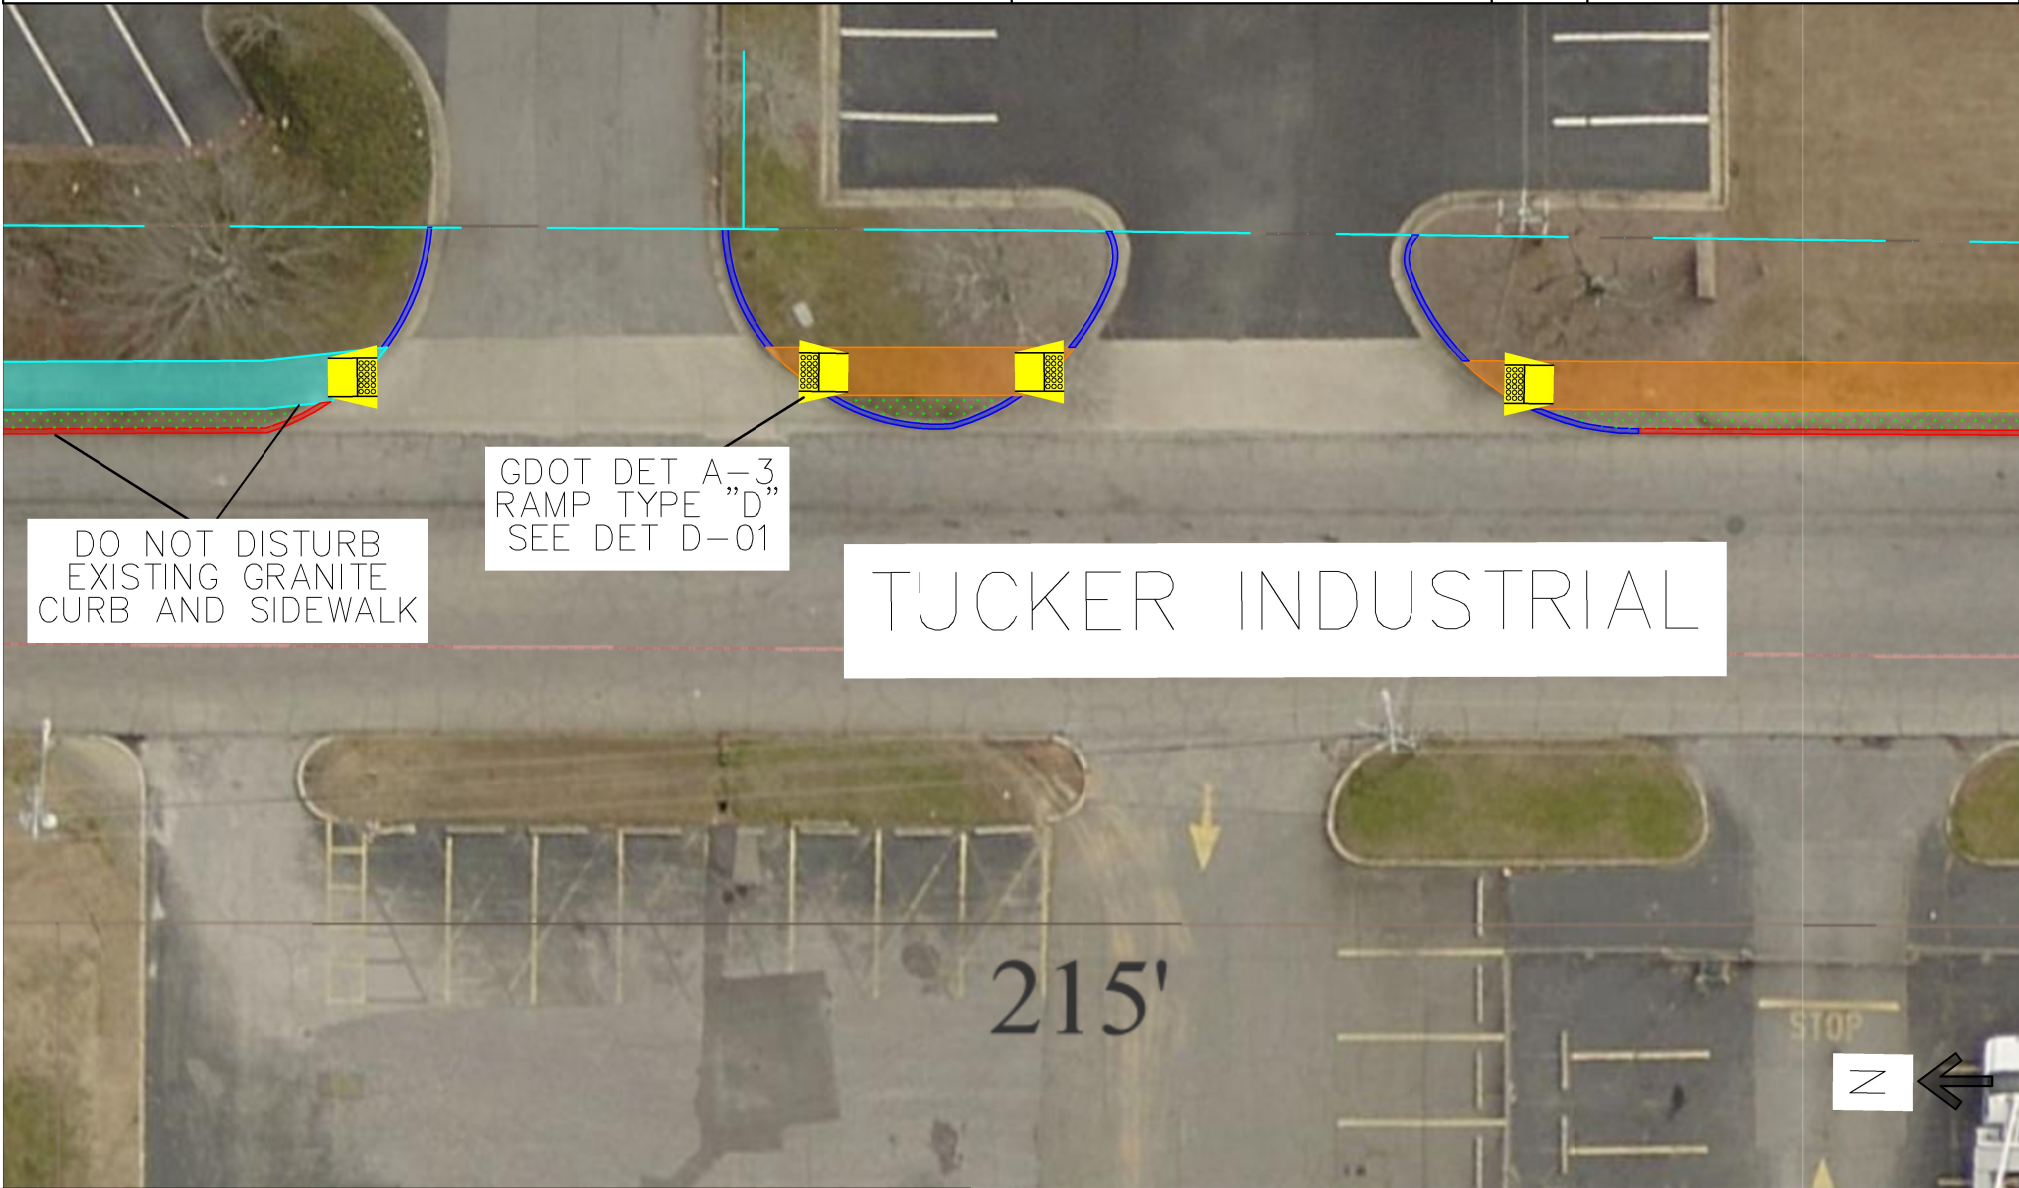 GDOT DET A-3
RAMP TYPE "D"
SEE DET D-01
DO NOT DISTURB
EXISTING GRANITE
CURB AND SIDEWALK
TUCKER INDUSTRIAL
215'
STOP
N